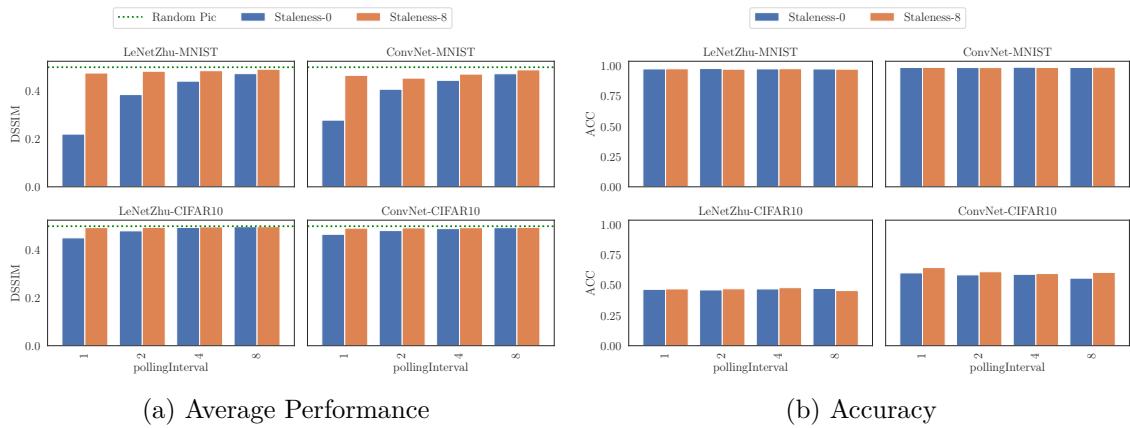 Random Pic Staleness-0 Staleness-8
LeNetZhu-MNIST ConvNet-MNIST
DSSIM
0.4
0.2
0.0
LeNetZhu-CIFAR10 ConvNet-CIFAR10
DSSIM
0.4
0.2
0.0
1 2 4 8 1 2 4 8
pollingInterval pollingInterval
(a) Average Performance
Staleness-0 Staleness-8
LeNetZhu-MNIST ConvNet-MNIST
ACC
1.00
0.75
0.50
0.25
0.00
LeNetZhu-CIFAR10 ConvNet-CIFAR10
ACC
1.00
0.75
0.50
0.25
0.00
1 2 4 8 1 2 4 8
pollingInterval pollingInterval
(b) Accuracy